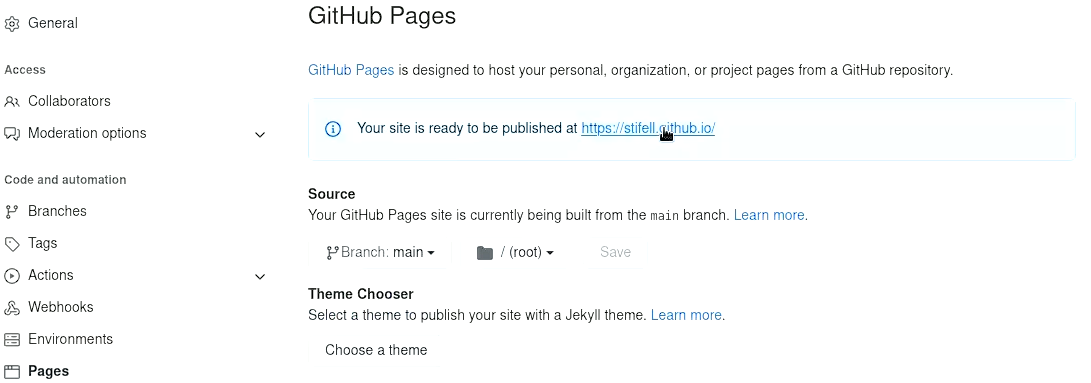 General
Access
Collaborators
Moderation options
Code and automation
Branches
Tags
Actions
Webhooks
Environments
Pages
GitHub Pages
GitHub Pages is designed to host your personal, organization, or project pages from a GitHub repository.
Your site is ready to be published at https://stifell.github.io/
Source
Your GitHub Pages site is currently being built from the main branch. Learn more.
Branch: main / (root) Save
Theme Chooser
Select a theme to publish your site with a Jekyll theme. Learn more.
Choose a theme